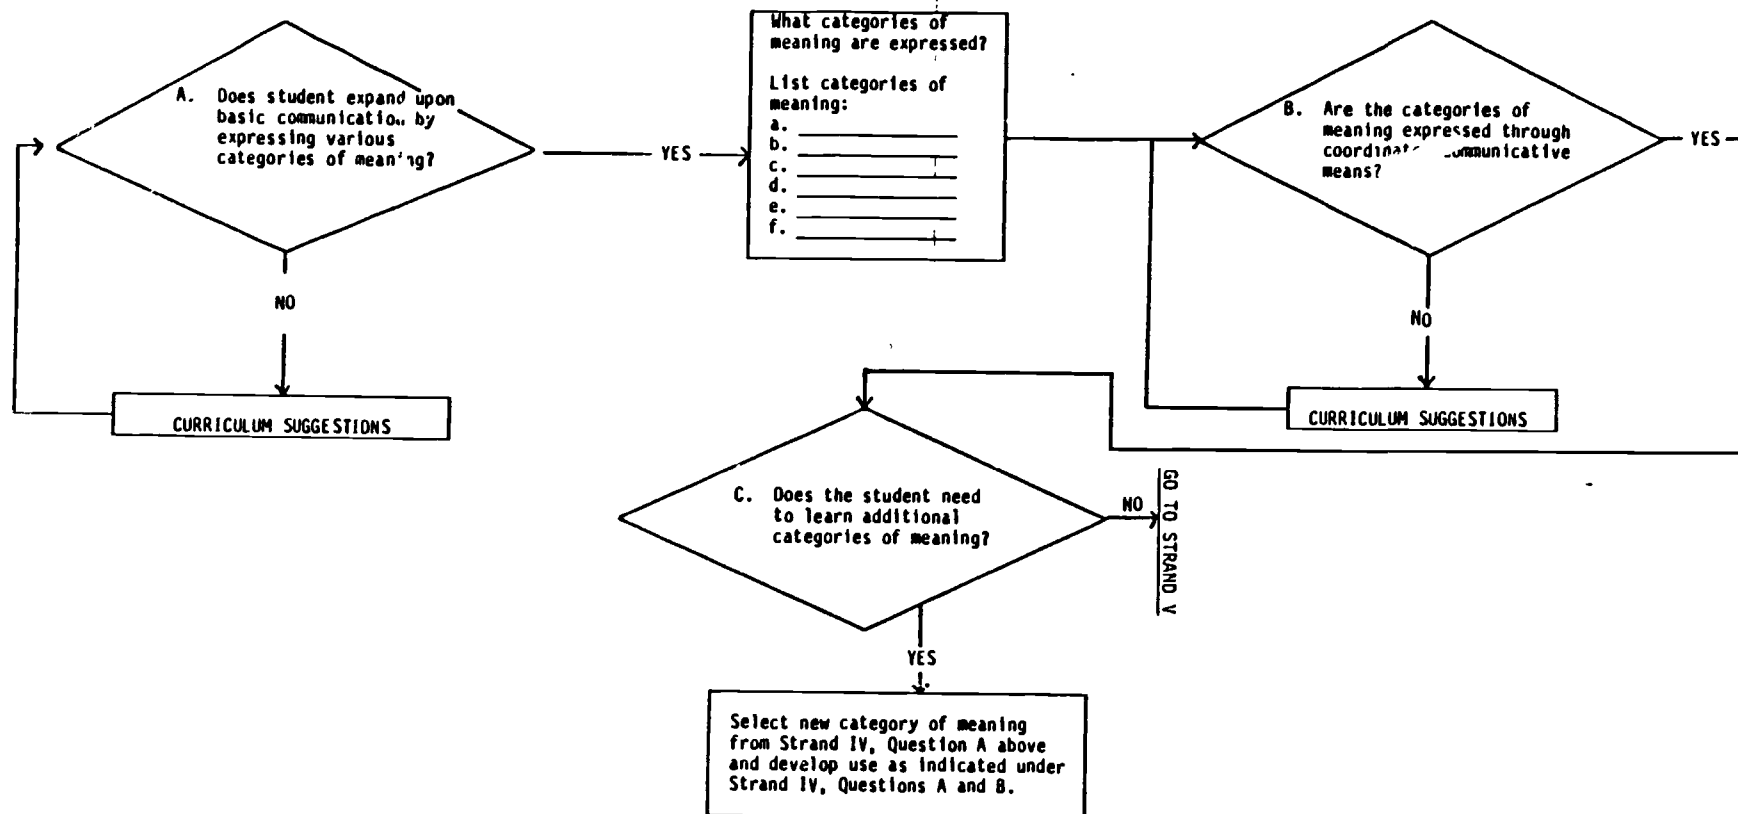 A. Does student expand upon
basic communication by
expressing various
categories of meaning?
YES
NO
CURRICULUM SUGGESTIONS
What categories of
meaning are expressed?
List categories of
meaning:
a.
b.
c.
d.
e.
f.
B. Are the categories of
meaning expressed through
communicative
means?
YES
NO
CURRICULUM SUGGESTIONS
C. Does the student need
to learn additional
categories of meaning?
NO
GO TO STRAND V
YES
Select new category of meaning
from Strand IV, Question A above
and develop use as indicated under
Strand IV, Questions A and B.